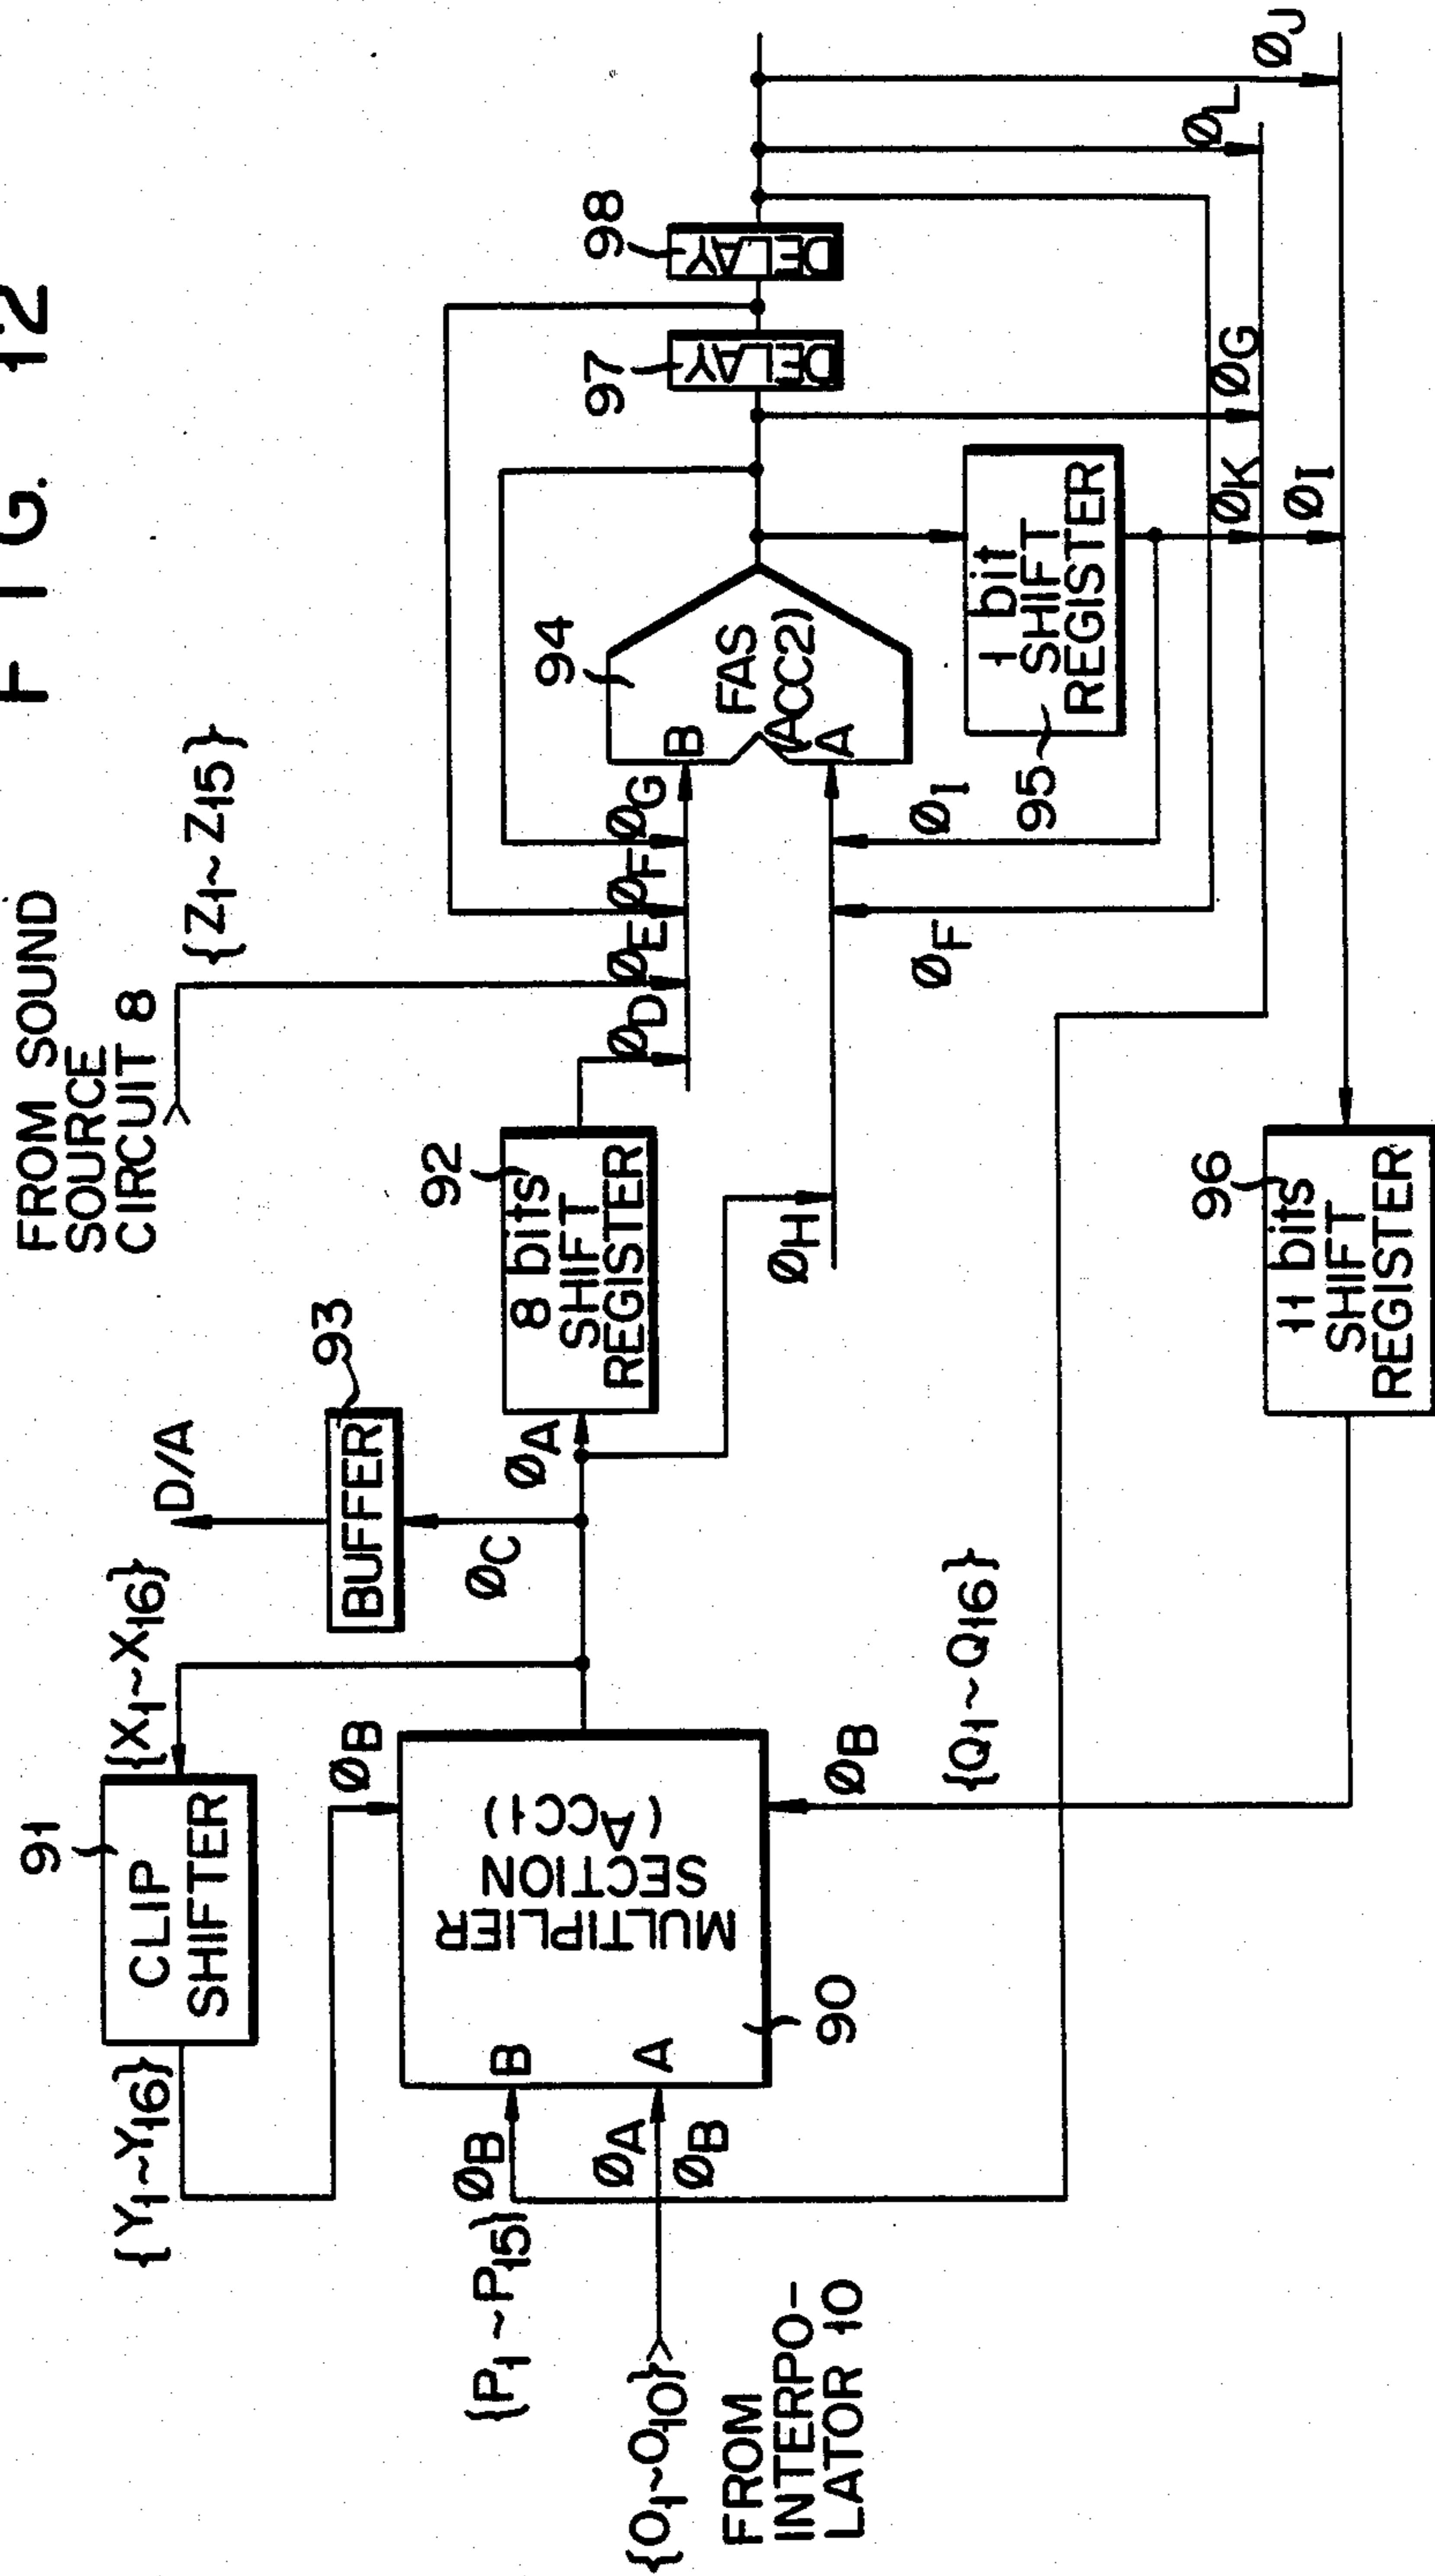 FIG. 12
FROM SOUND
SOURCE
CIRCUIT 8
{Z1~Z15}
91
CLIP
SHIFTER
{X1~X16}
{Y1~Y16}
D/A
BUFFER
93
ØC
ØB
ØA
92
8 bits
SHIFT
REGISTER
ØD
ØE
ØF
ØG
94
B
FAS
(ACC2)
A
97
DELAY
98
DELAY
{P1~P15}
ØB
B
A
MULTIPLIER
SECTION
(ACC1)
90
ØA
ØB
{O1~O10}
FROM
INTERPO-
LATOR 10
ØH
ØF
ØI
95
1 bit
SHIFT
REGISTER
ØB
{Q1~Q16}
96
11 bits
SHIFT
REGISTER
ØK
ØG
ØI
ØL
ØJ